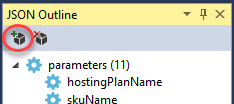 JSON Outline
parameters (11)
hostingPlanName
skuName